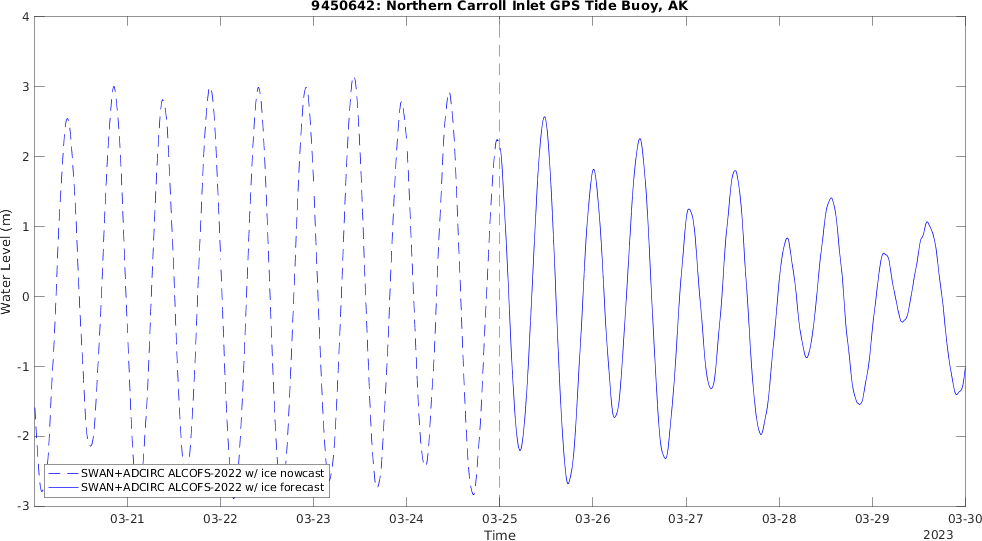 9450642: Northern Carroll Inlet GPS Tide Buoy, AK
4
3
2
1
0
-1
-2
-3
Water Level (m)
SWAN+ADCIRC ALCOFS-2022 w/ ice nowcast
SWAN+ADCIRC ALCOFS-2022 w/ ice forecast
03-21 03-22 03-23 03-24 03-25 03-26 03-27 03-28 03-29 03-30
Time
2023